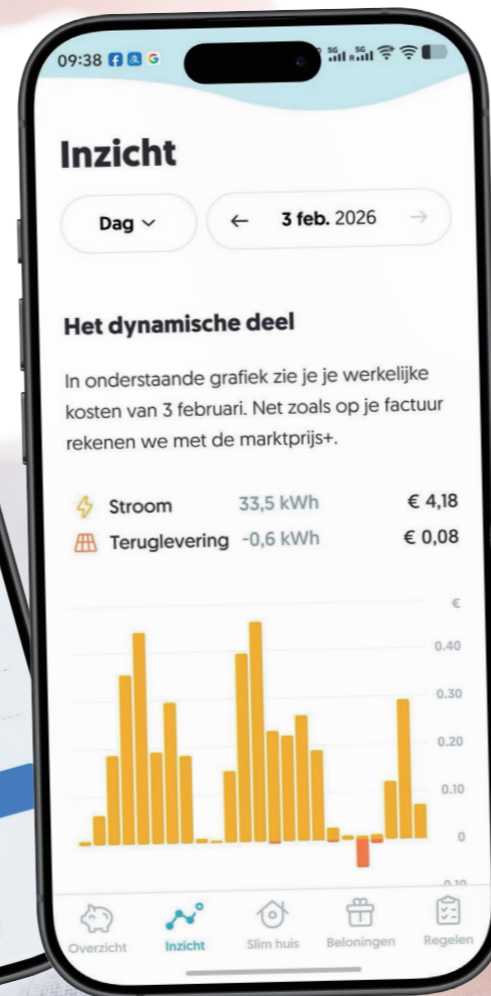 09:38
Inzicht
Dag
3 feb. 2026
Het dynamische deel
In onderstaande grafiek zie je je werkelijke
kosten van 3 februari. Net zoals op je factuur
rekenen we met de marktprijs+.
Stroom 33,5 kWh € 4,18
Teruglevering -0,6 kWh € 0,08
€
0.40
0.30
0.20
0.10
0
Overzicht Inzicht Slim huis Beloningen Regelen